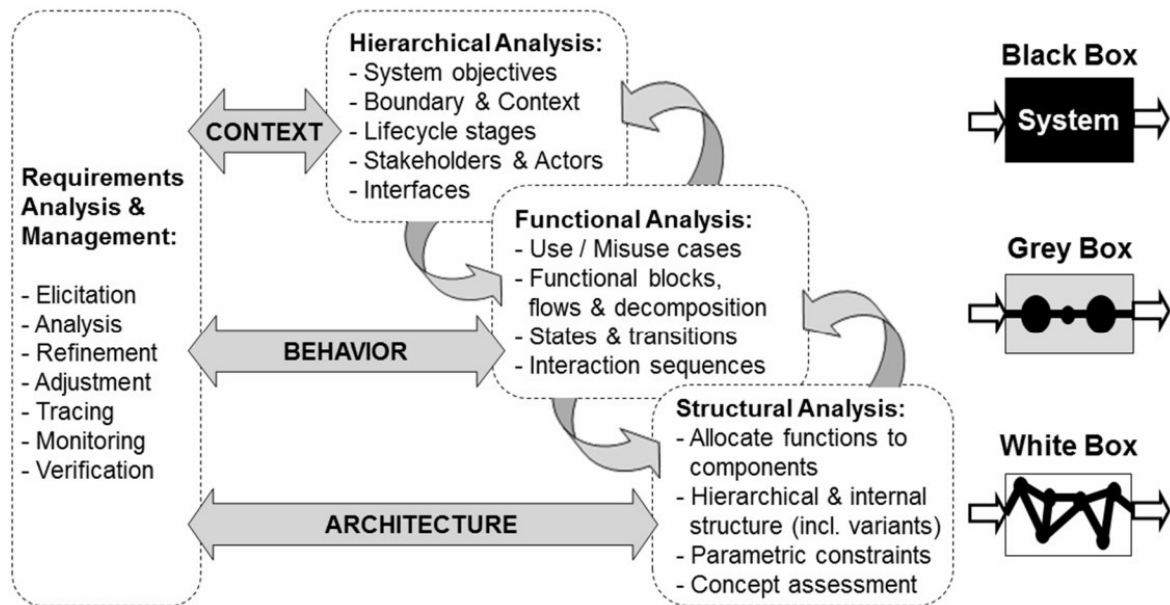 Requirements
Analysis &
Management:
- Elicitation
- Analysis
- Refinement
- Adjustment
- Tracing
- Monitoring
- Verification
CONTEXT
BEHAVIOR
ARCHITECTURE
Hierarchical Analysis:
- System objectives
- Boundary & Context
- Lifecycle stages
- Stakeholders & Actors
- Interfaces
Functional Analysis:
- Use / Misuse cases
- Functional blocks,
flows & decomposition
- States & transitions
- Interaction sequences
Structural Analysis:
- Allocate functions to
components
- Hierarchical & internal
structure (incl. variants)
- Parametric constraints
- Concept assessment
Black Box
System
Grey Box
White Box